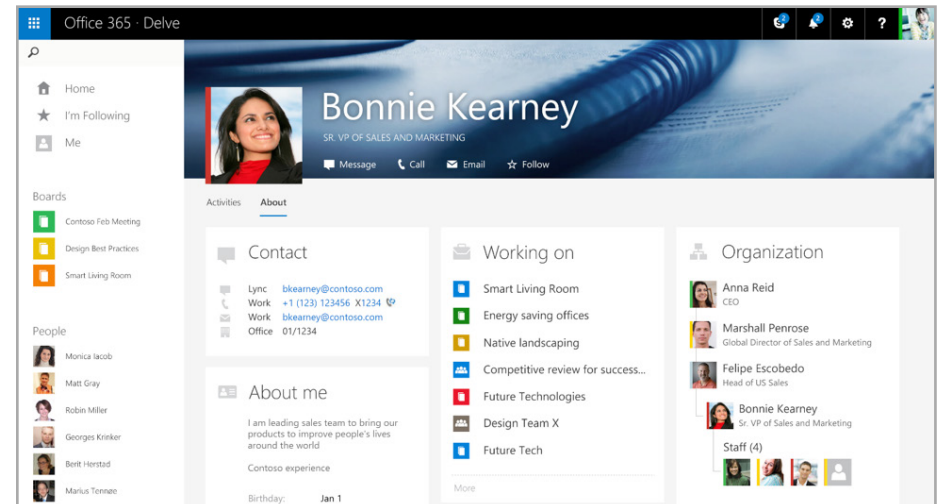 Office 365 · Delve
2
2
?
Home
I'm Following
Me
Boards
Contoso Feb Meeting
Design Best Practices
Smart Living Room
People
Monica Iacob
Matt Gray
Robin Miller
Georges Krinker
Berit Herstad
Marius Tennøe
Bonnie Kearney
SR. VP OF SALES AND MARKETING
Message Call Email Follow
Activities About
Contact
Lync bkearney@contoso.com
Work +1 (123) 123456 X1234
Work bkearney@contoso.com
Office 01/1234
About me
I am leading sales team to bring our
products to improve people's lives
around the world
Contoso experience
Birthday: Jan 1
Working on
Smart Living Room
Energy saving offices
Native landscaping
Competitive review for success...
Future Technologies
Design Team X
Future Tech
More
Organization
Anna Reid
CEO
Marshall Penrose
Global Director of Sales and Marketing
Felipe Escobedo
Head of US Sales
Bonnie Kearney
Sr. VP of Sales and Marketing
Staff (4)